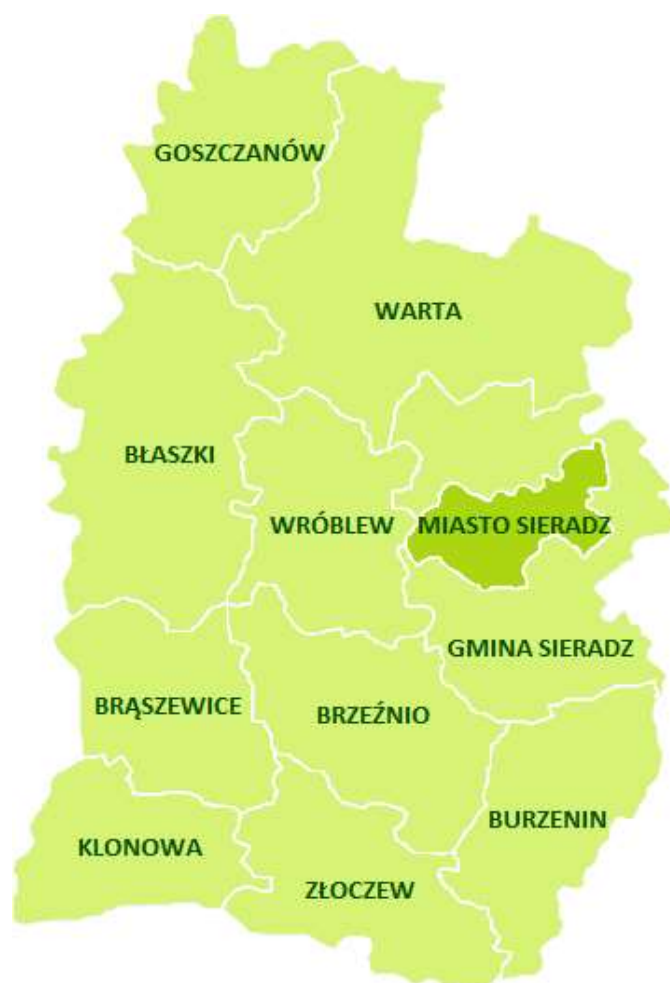 GOSZCZANÓW
WARTA
BŁASZKI
WRÓBLEW
MIASTO SIERADZ
GMINA SIERADZ
BRĄSZEWICE
BRZEŹNIO
BURZENIN
KLONOWA
ZŁOCZEW